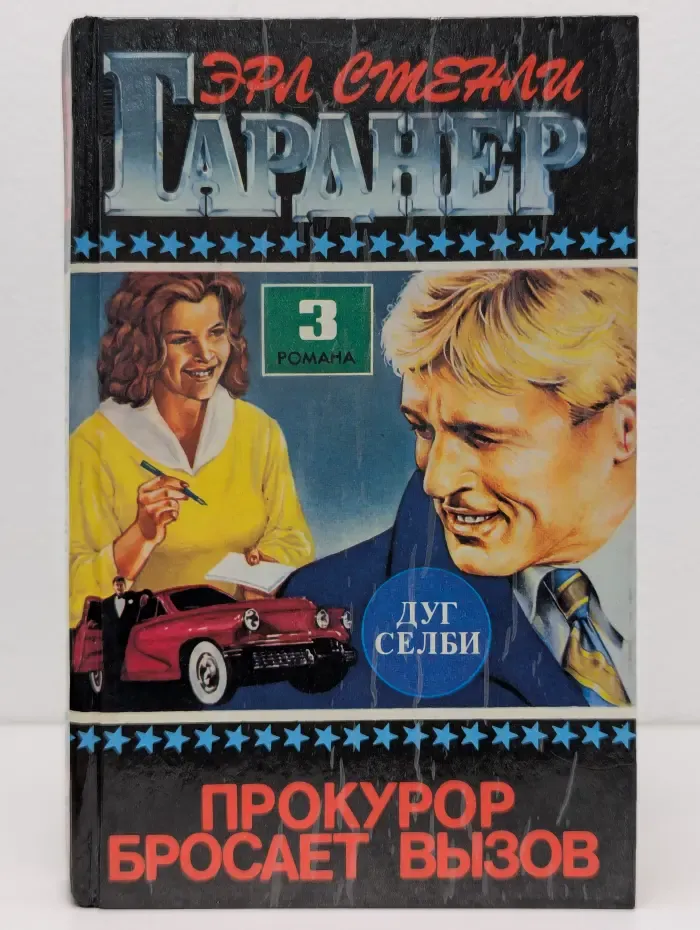 ЭРЛ СТЕНЛИ
ГАРДНЕР
3
РОМАНА
ДУГ
СЕЛБИ
ПРОКУРОР
БРОСАЕТ ВЫЗОВ